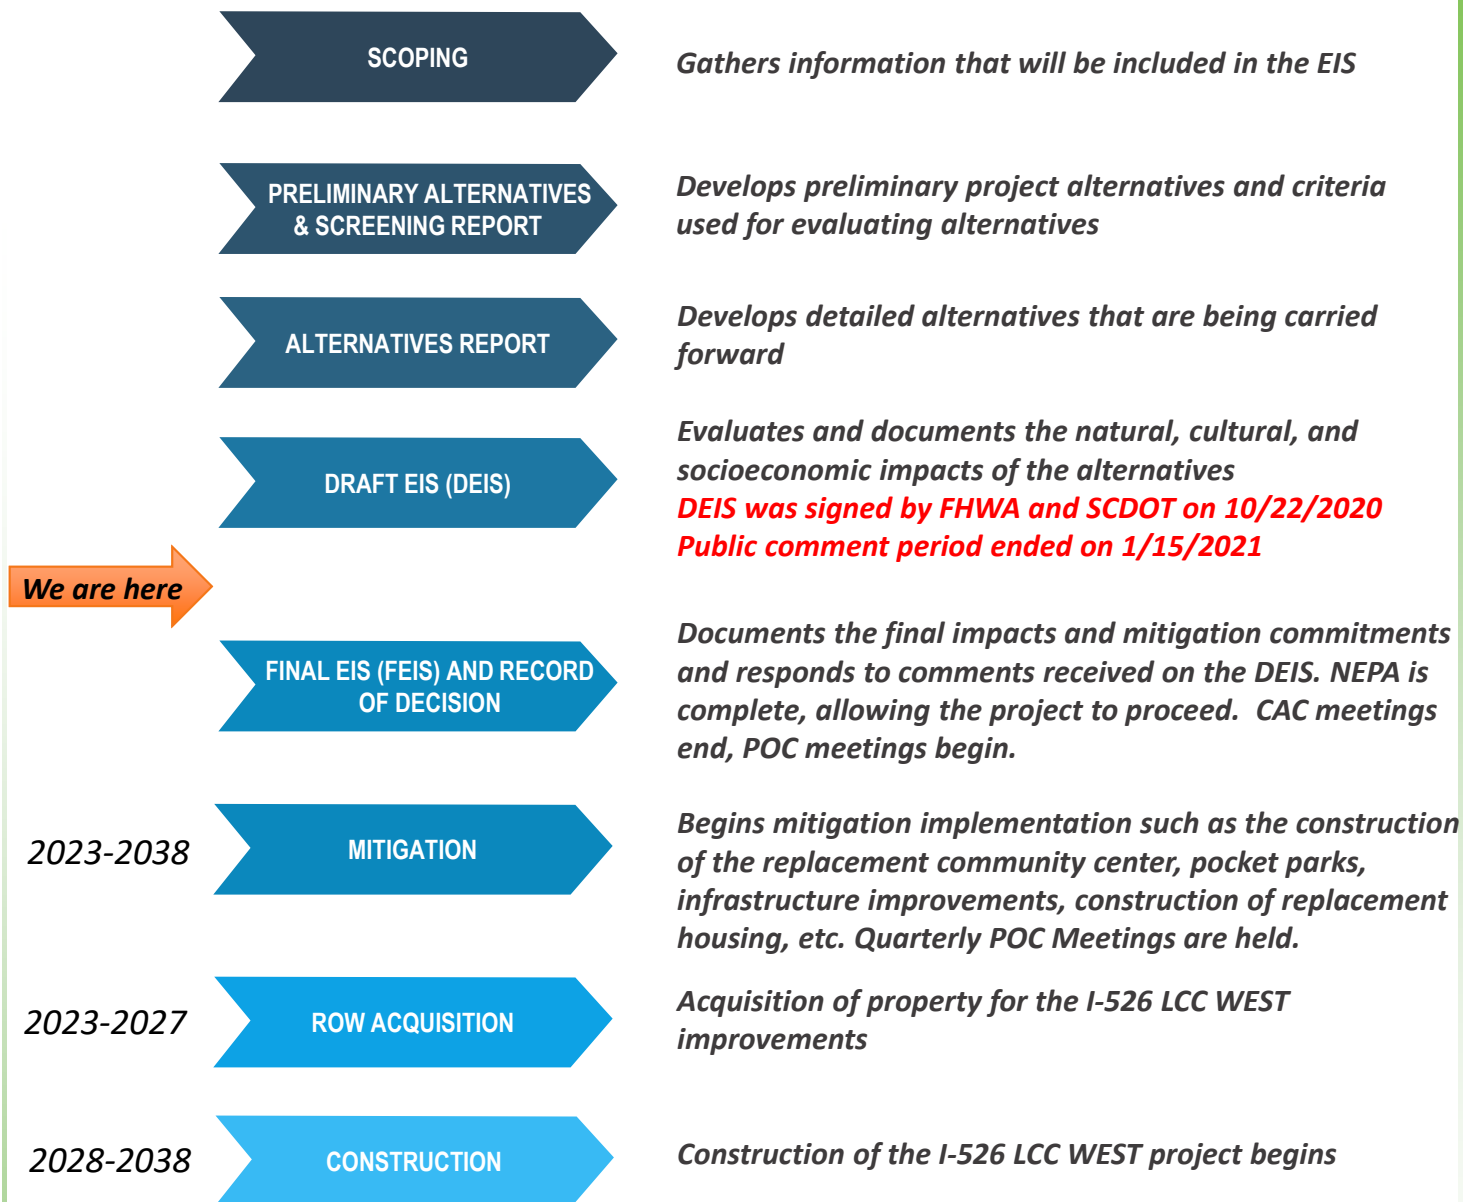 SCOPING
Gathers information that will be included in the EIS
PRELIMINARY ALTERNATIVES
& SCREENING REPORT
Develops preliminary project alternatives and criteria
used for evaluating alternatives
ALTERNATIVES REPORT
Develops detailed alternatives that are being carried
forward
DRAFT EIS (DEIS)
Evaluates and documents the natural, cultural, and
socioeconomic impacts of the alternatives
DEIS was signed by FHWA and SCDOT on 10/22/2020
Public comment period ended on 1/15/2021
We are here
FINAL EIS (FEIS) AND RECORD
OF DECISION
Documents the final impacts and mitigation commitments
and responds to comments received on the DEIS. NEPA is
complete, allowing the project to proceed.  CAC meetings
end, POC meetings begin.
2023-2038
MITIGATION
Begins mitigation implementation such as the construction
of the replacement community center, pocket parks,
infrastructure improvements, construction of replacement
housing, etc. Quarterly POC Meetings are held.
2023-2027
ROW ACQUISITION
Acquisition of property for the I-526 LCC WEST
improvements
2028-2038
CONSTRUCTION
Construction of the I-526 LCC WEST project begins